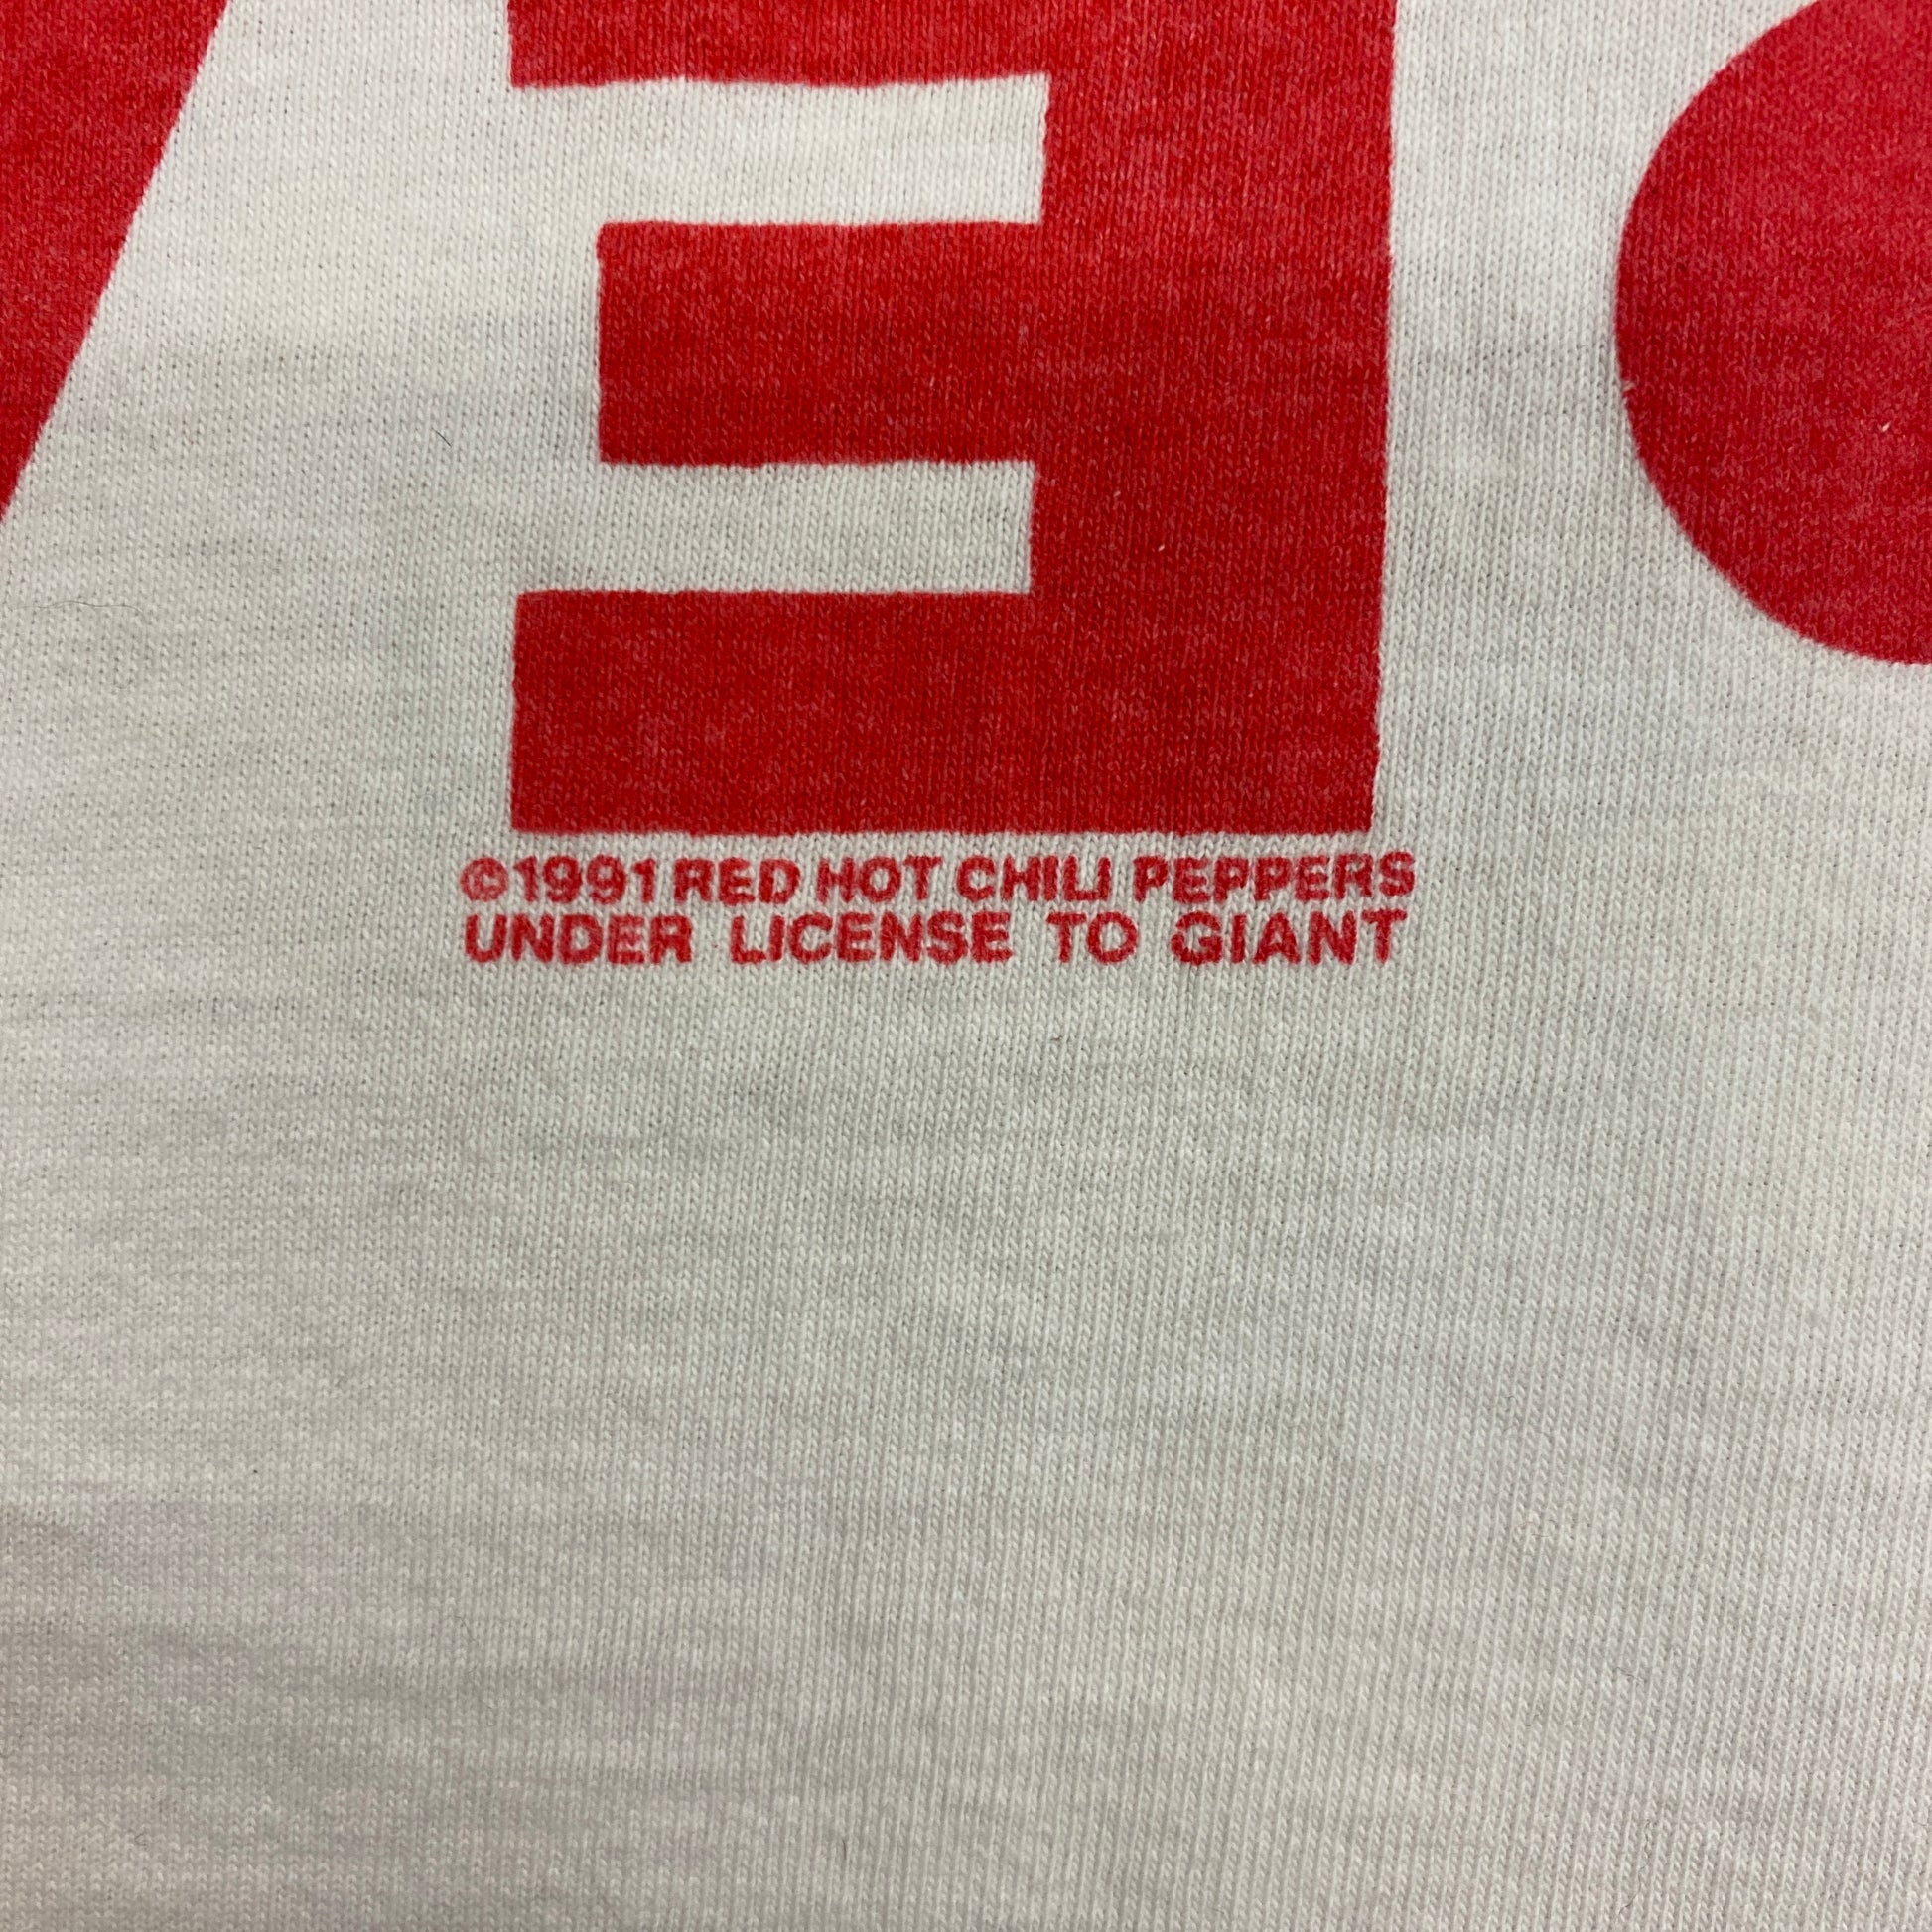 ©1991 RED HOT CHILI PEPPERS
UNDER LICENSE TO GIANT